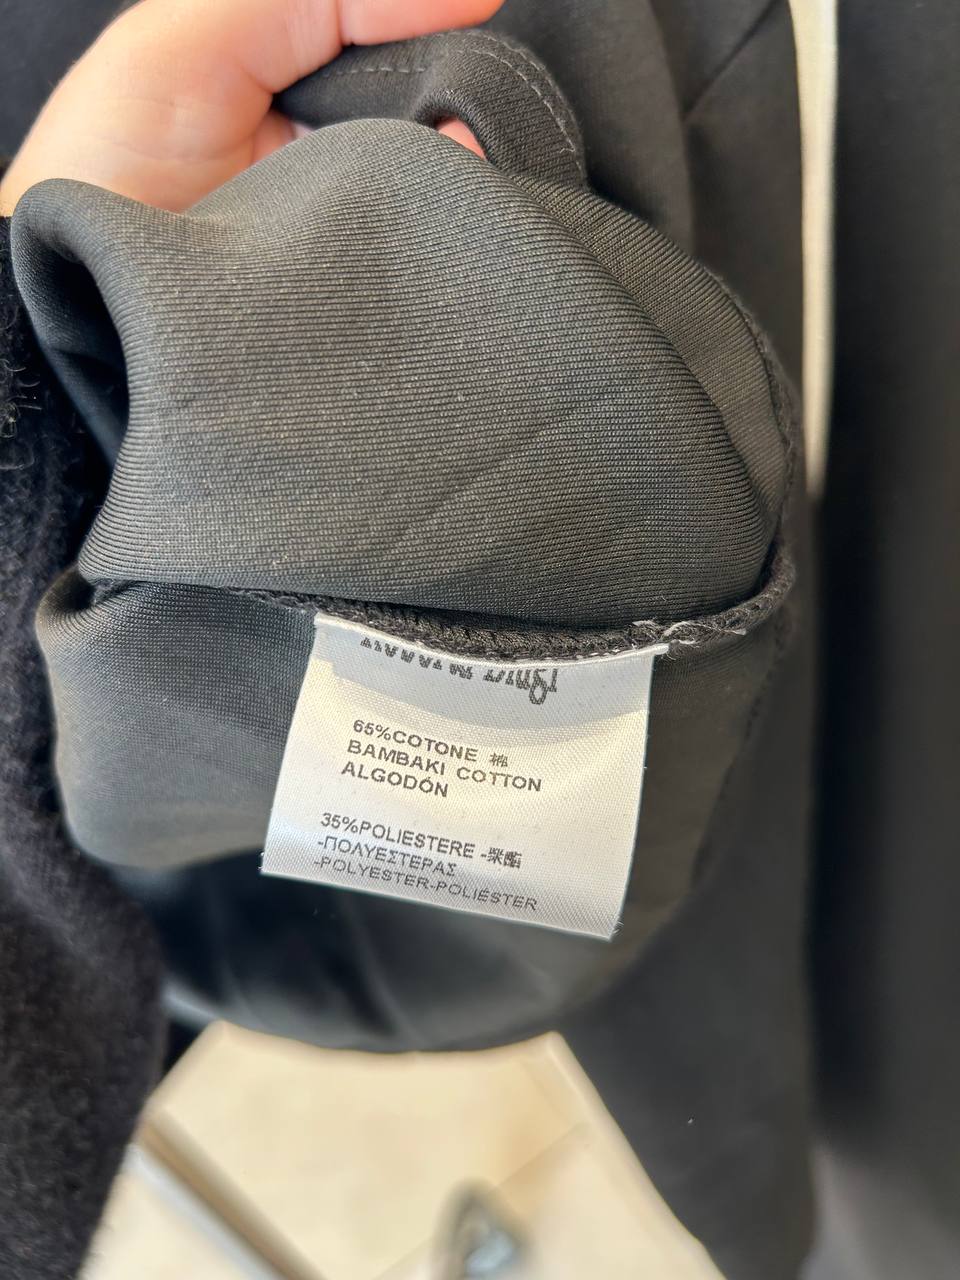 65%COTONE 棉
BAMBAKI COTTON
ALGODÓN
35%POLIESTERE -聚酯
-ΠΟΛΥΕΣΤΕΡΑΣ
-POLYESTER-POLIÉSTER